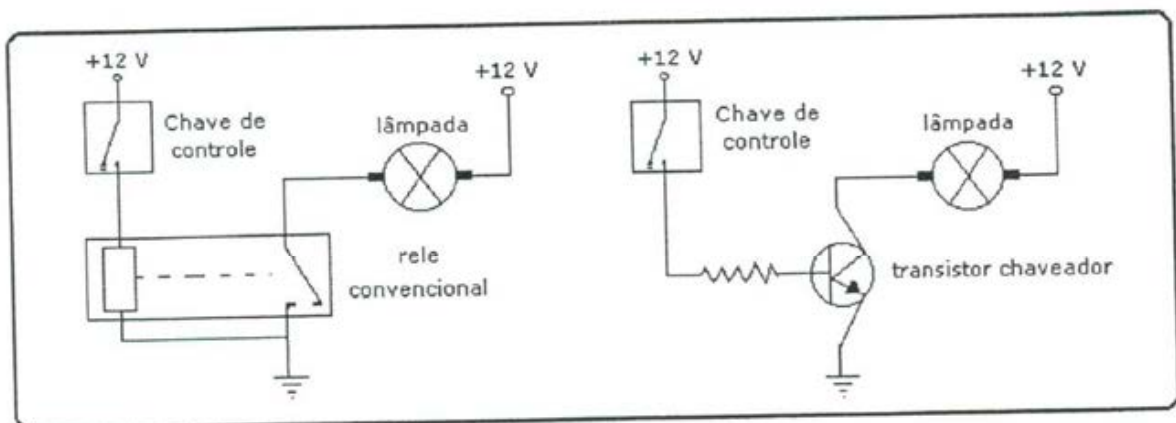 +12 V
Chave de
controle
lâmpada
+12 V
rele
convencional
+12 V
Chave de
controle
lâmpada
+12 V
transistor chaveador